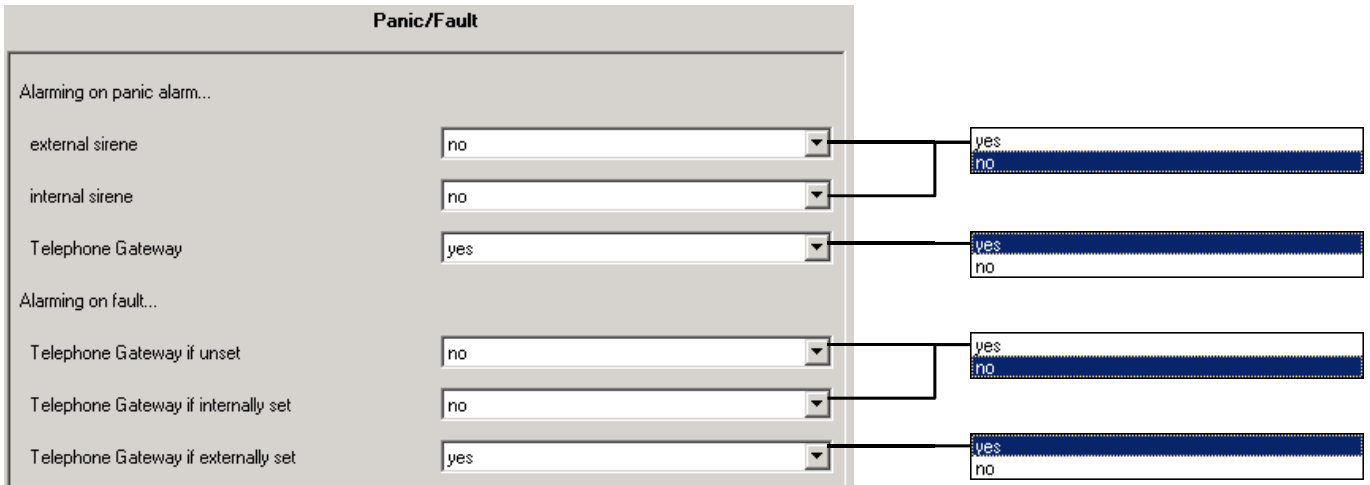 Panic/Fault
Alarming on panic alarm...
external sirene no yes
no
internal sirene no
Telephone Gateway yes yes
no
Alarming on fault...
Telephone Gateway if unset no yes
no
Telephone Gateway if internally set no
Telephone Gateway if externally set yes yes
no